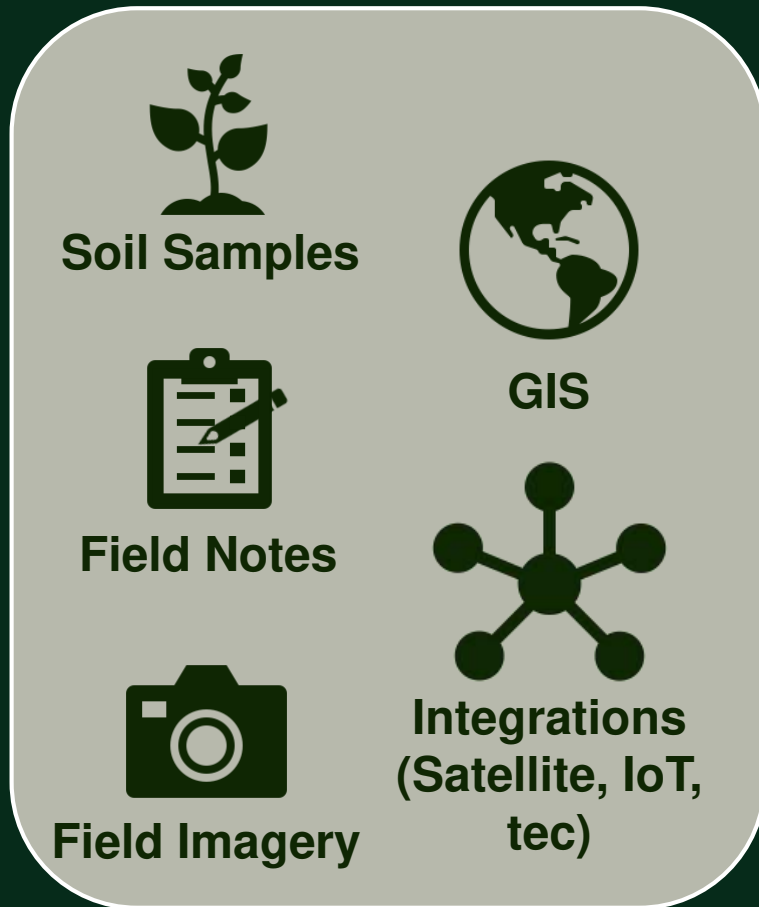 Soil Samples
GIS
Field Notes
Integrations
(Satellite, IoT,
tec)
Field Imagery